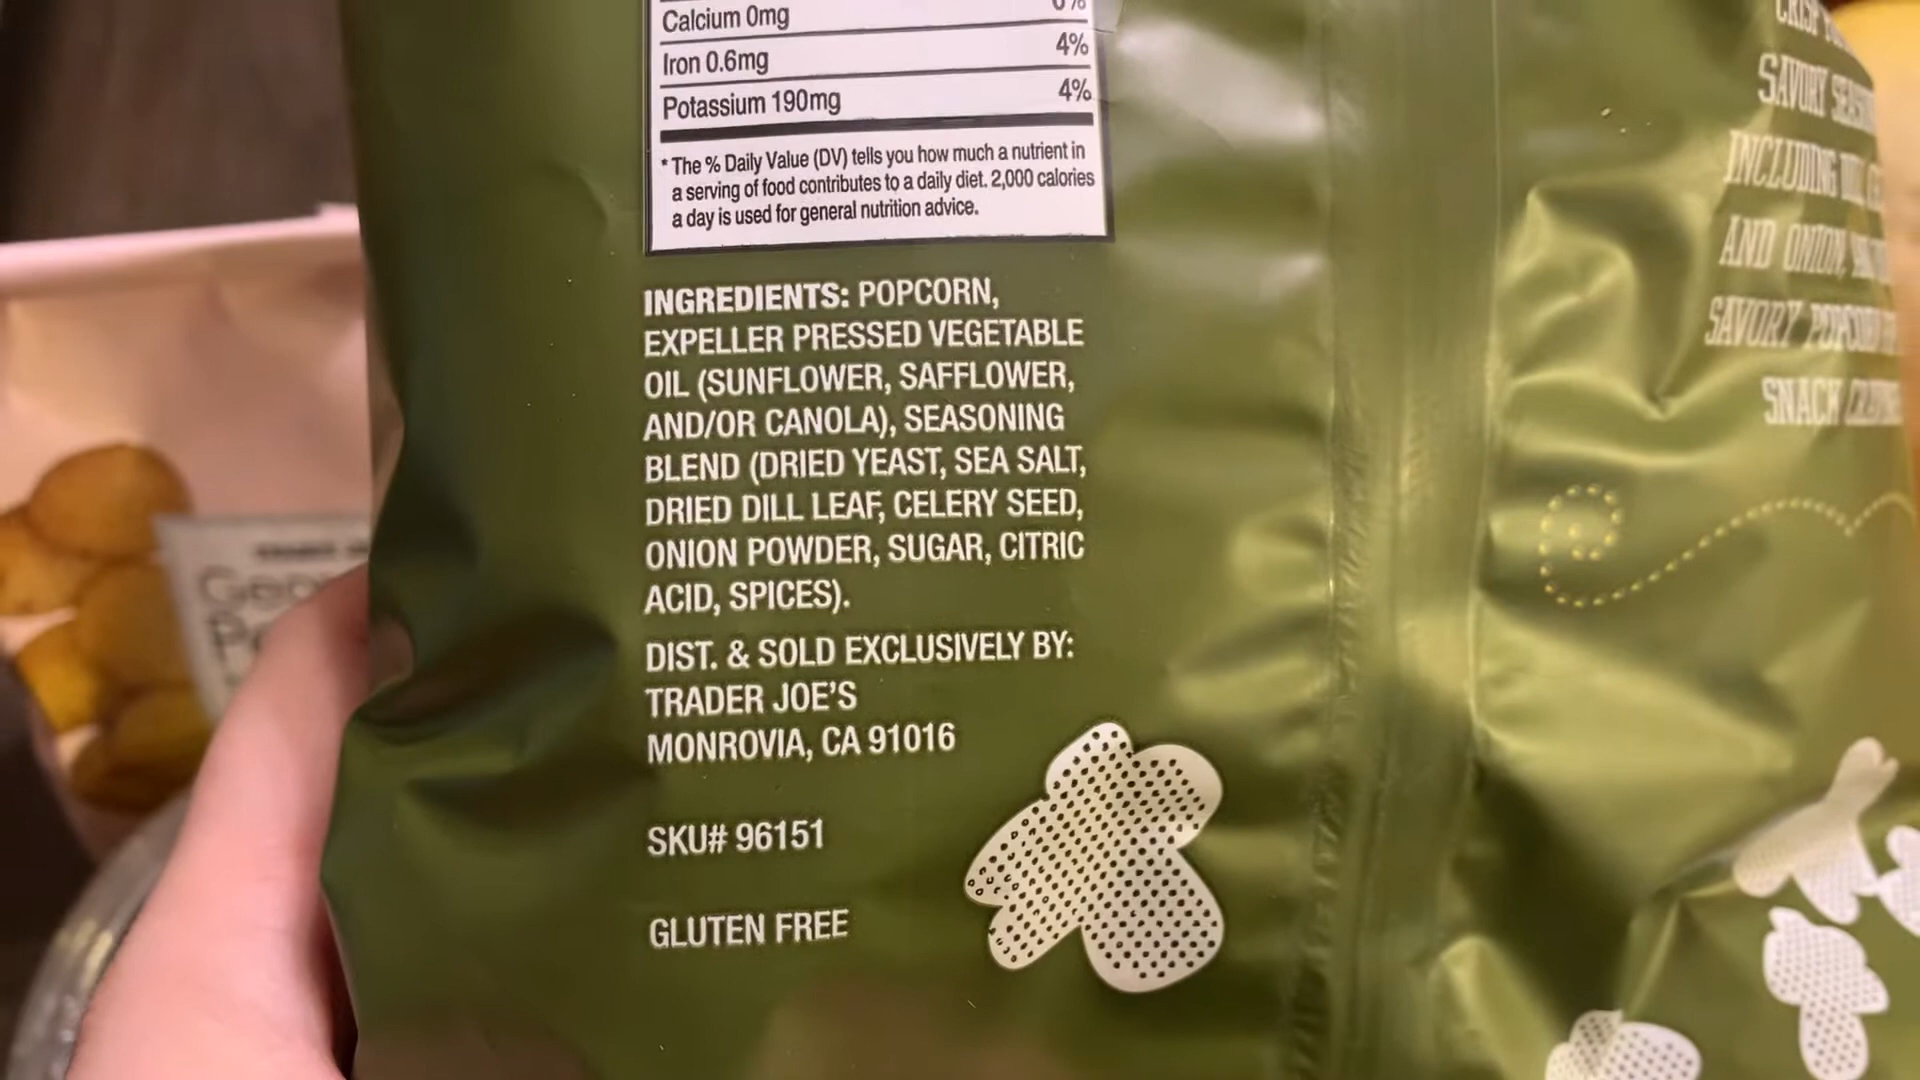 Calcium 0mg 0%
Iron 0.6mg 4%
Potassium 190mg 4%
* The % Daily Value (DV) tells you how much a nutrient in
a serving of food contributes to a daily diet. 2,000 calories
a day is used for general nutrition advice.
INGREDIENTS: POPCORN,
EXPELLER PRESSED VEGETABLE
OIL (SUNFLOWER, SAFFLOWER,
AND/OR CANOLA), SEASONING
BLEND (DRIED YEAST, SEA SALT,
DRIED DILL LEAF, CELERY SEED,
ONION POWDER, SUGAR, CITRIC
ACID, SPICES).
DIST. & SOLD EXCLUSIVELY BY:
TRADER JOE'S
MONROVIA, CA 91016
SKU# 96151
GLUTEN FREE
SAVORY
INCLUDING
AND ONION,
SAVORY POPCORN
SNACK